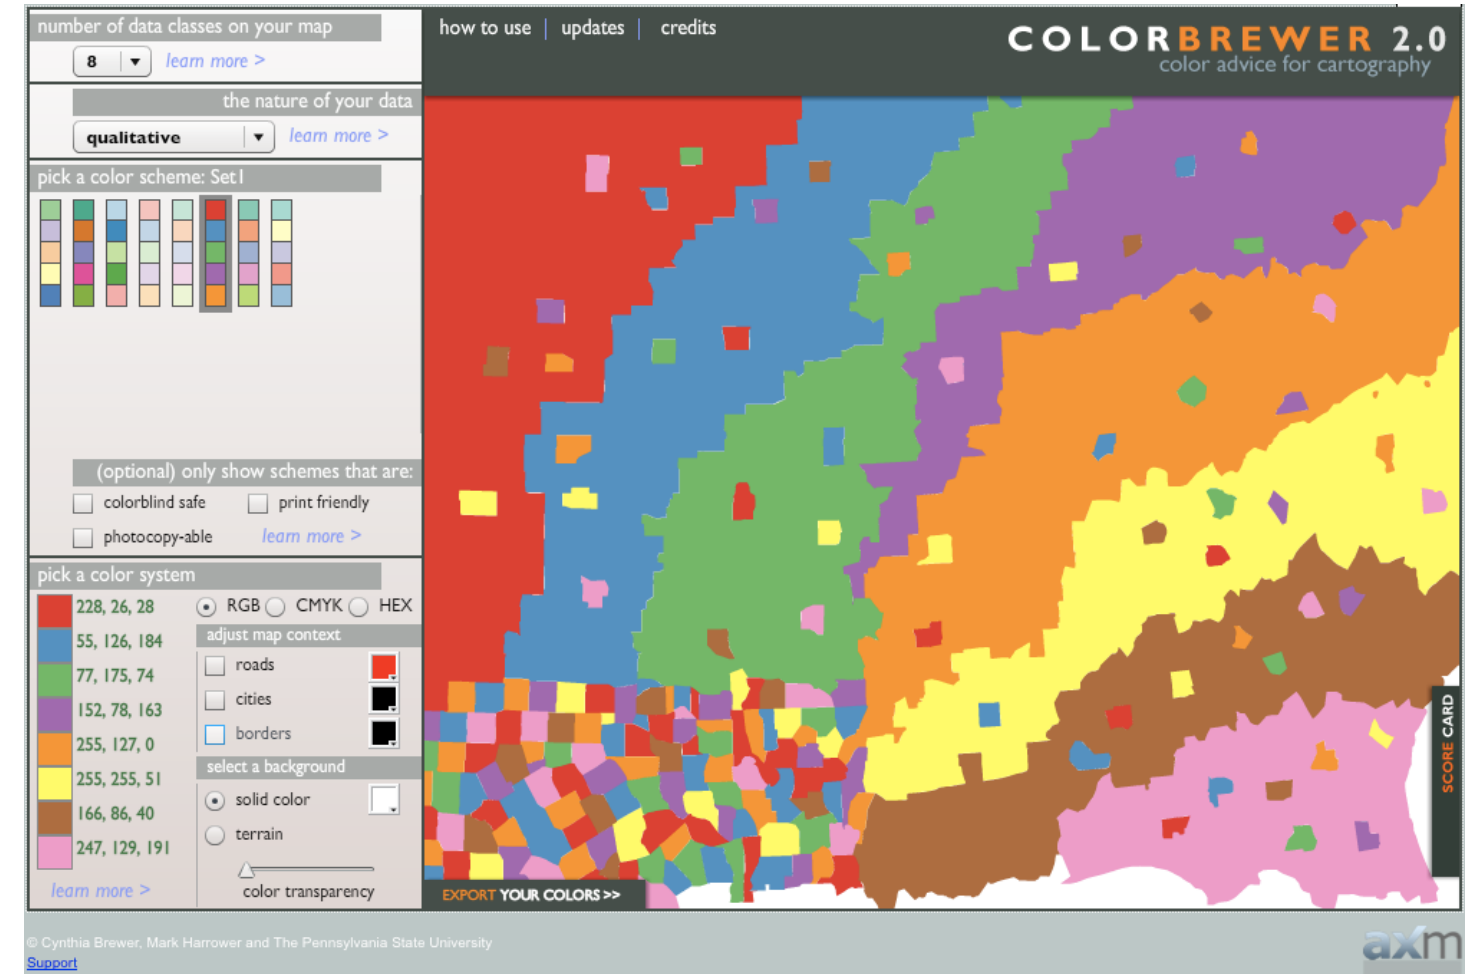 number of data classes on your map
8
learn more >
the nature of your data
qualitative
learn more >
pick a color scheme: Set1
(optional) only show schemes that are:
colorblind safe
print friendly
photocopy-able
learn more >
pick a color system
228, 26, 28
55, 126, 184
77, 175, 74
152, 78, 163
255, 127, 0
255, 255, 51
166, 86, 40
247, 129, 191
learn more >
RGB CMYK HEX
adjust map context
roads
cities
borders
select a background
solid color
terrain
color transparency
how to use | updates | credits
COLORBREWER 2.0
color advice for cartography
SCORE CARD
EXPORT YOUR COLORS >>
© Cynthia Brewer, Mark Harrower and The Pennsylvania State University
Support
axm